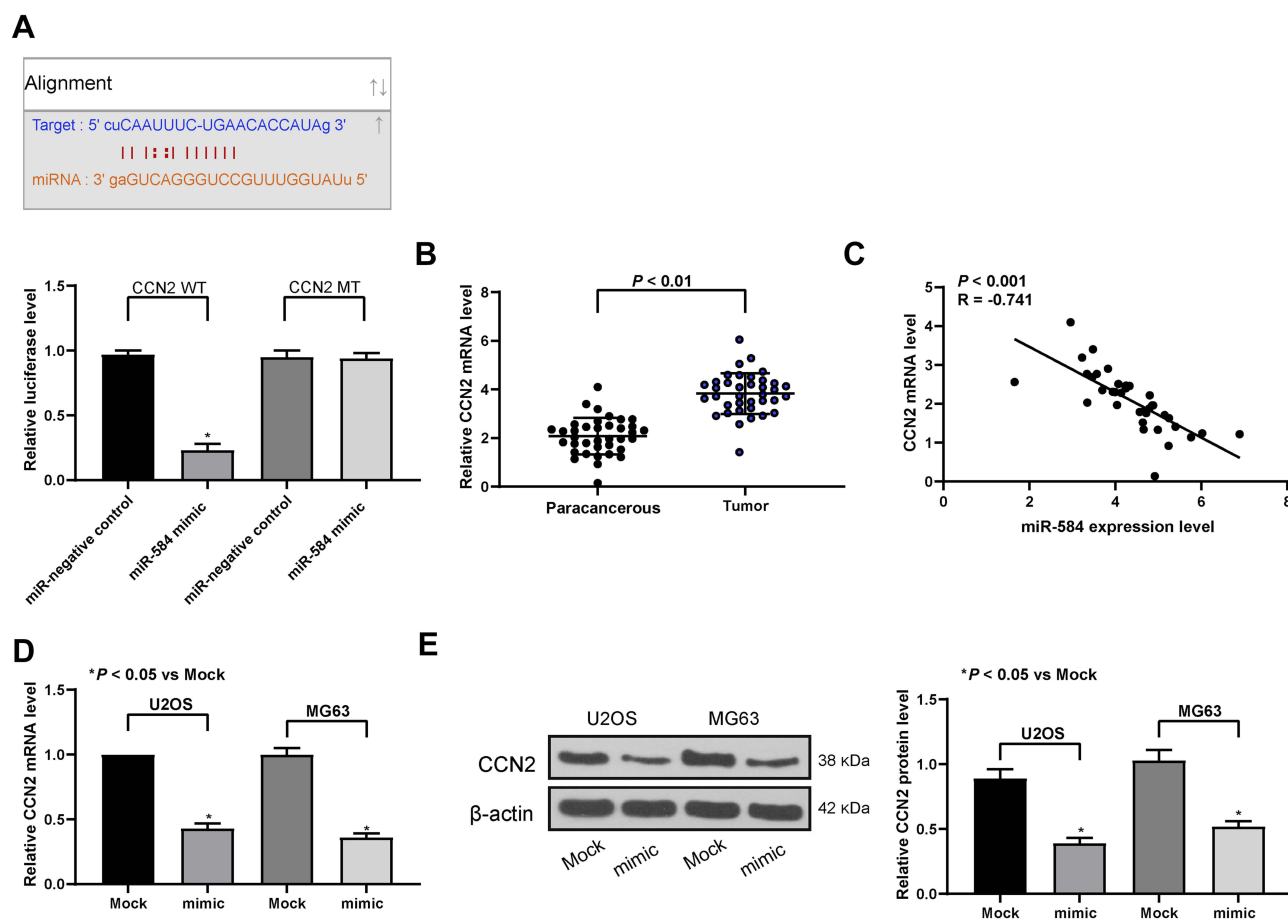 A
Alignment
Target : 5' cuCAAUUUC-UGAACACCAUAg 3'
miRNA : 3' gaGUCAGGGUCCGUUUGGUAUu 5'
Relative luciferase level
1.5
1.0
0.5
0.0
CCN2 WT
CCN2 MT
*
miR-negative control
miR-584 mimic
miR-negative control
miR-584 mimic
B
Relative CCN2 mRNA level
8
6
4
2
0
P < 0.01
Paracancerous
Tumor
C
P < 0.001
R = -0.741
CCN2 mRNA level
5
4
3
2
1
0
0
2
4
6
8
miR-584 expression level
D
*P < 0.05 vs Mock
Relative CCN2 mRNA level
1.5
1.0
0.5
0.0
U2OS
MG63
*
*
Mock
mimic
Mock
mimic
E
U2OS
MG63
CCN2
38 KDa
β-actin
42 KDa
Mock
mimic
Mock
mimic
*P < 0.05 vs Mock
Relative CCN2 protein level
1.5
1.0
0.5
0.0
U2OS
MG63
*
*
Mock
mimic
Mock
mimic